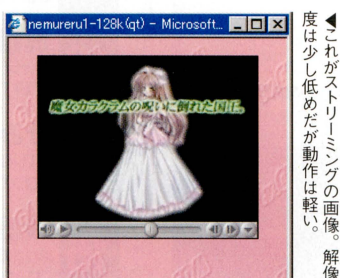 nemureru1-128k(qt) - Microsoft...
魔女カラクラムの呪いに倒れた国王。
◀これがストリーミングの画像。解像
度は少し低めだが動作は軽い。